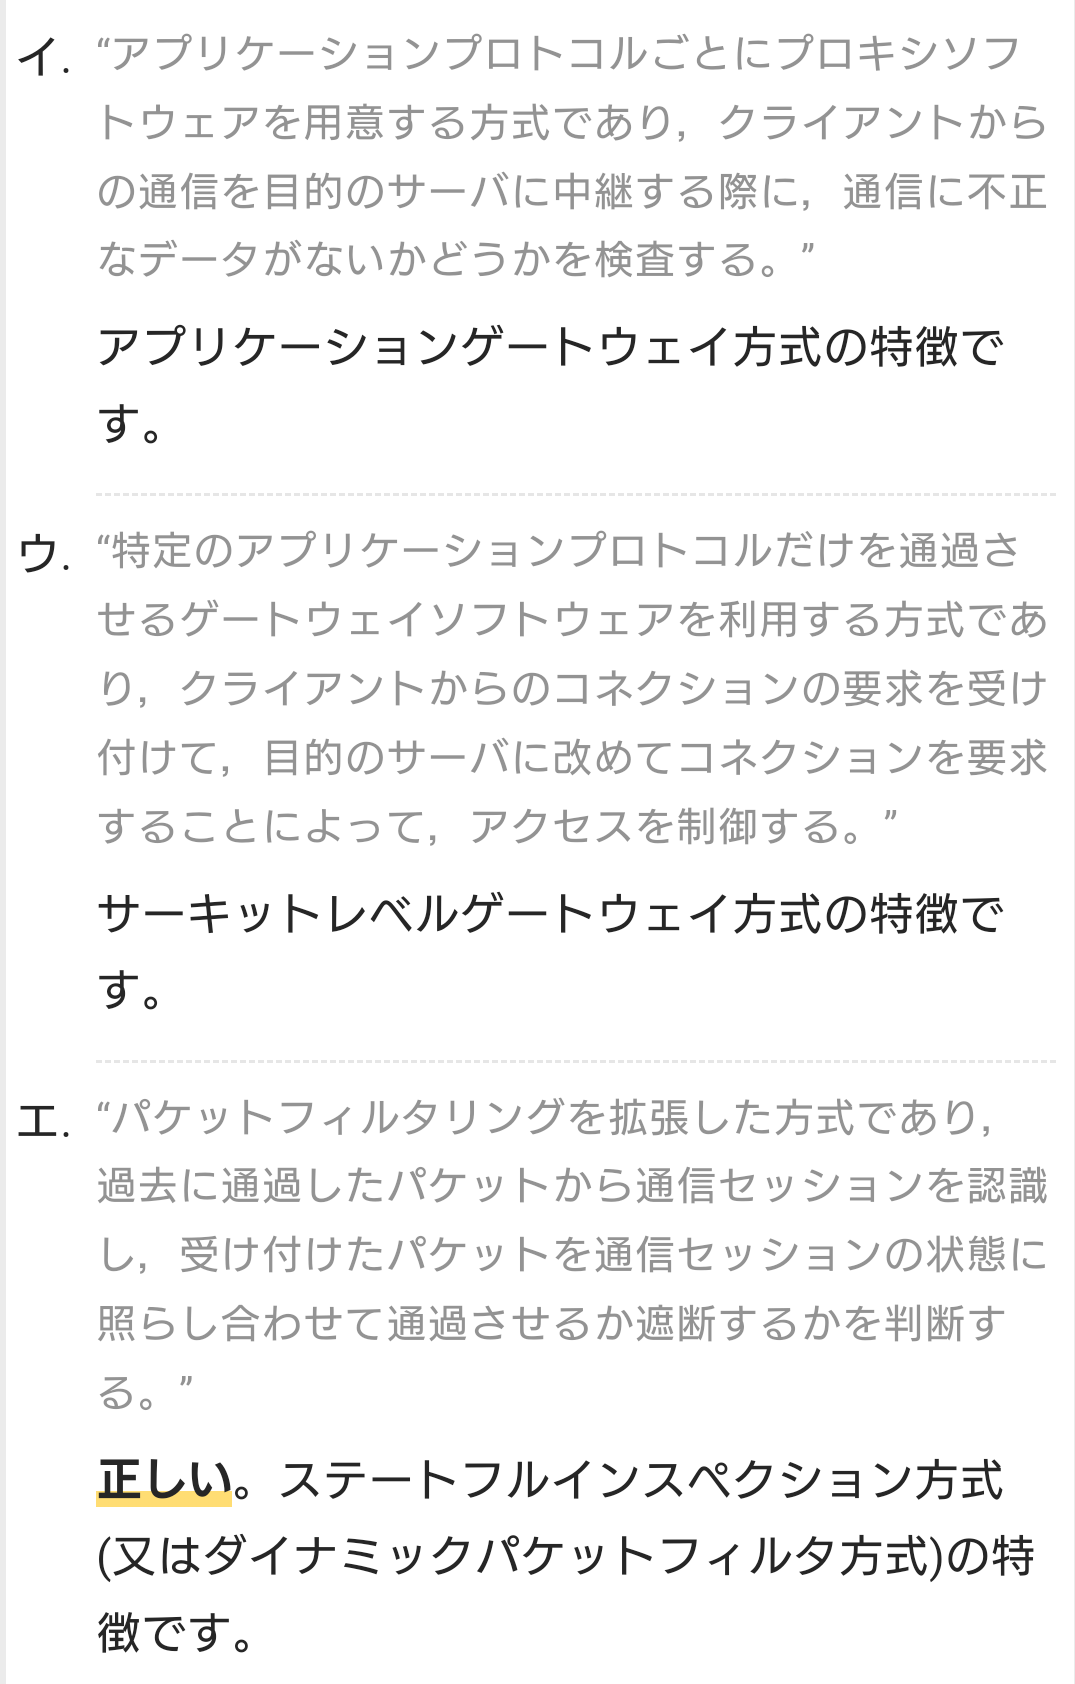 イ. “アプリケーションプロトコルごとにプロキシソフ
トウェアを用意する方式であり，クライアントから
の通信を目的のサーバに中継する際に，通信に不正
なデータがないかどうかを検査する。”
アプリケーションゲートウェイ方式の特徴で
す。
ウ. “特定のアプリケーションプロトコルだけを通過さ
せるゲートウェイソフトウェアを利用する方式であ
り，クライアントからのコネクションの要求を受け
付けて，目的のサーバに改めてコネクションを要求
することによって，アクセスを制御する。”
サーキットレベルゲートウェイ方式の特徴で
す。
エ. “パケットフィルタリングを拡張した方式であり，
過去に通過したパケットから通信セッションを認識
し，受け付けたパケットを通信セッションの状態に
照らし合わせて通過させるか遮断するかを判断す
る。”
正しい。ステートフルインスペクション方式
(又はダイナミックパケットフィルタ方式)の特
徴です。